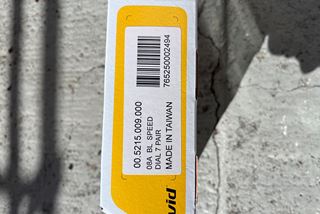 765250002494
00.5215.009.000
08A BL SPEED
DIAL 7 PAIR
MADE IN TAIWAN
vid